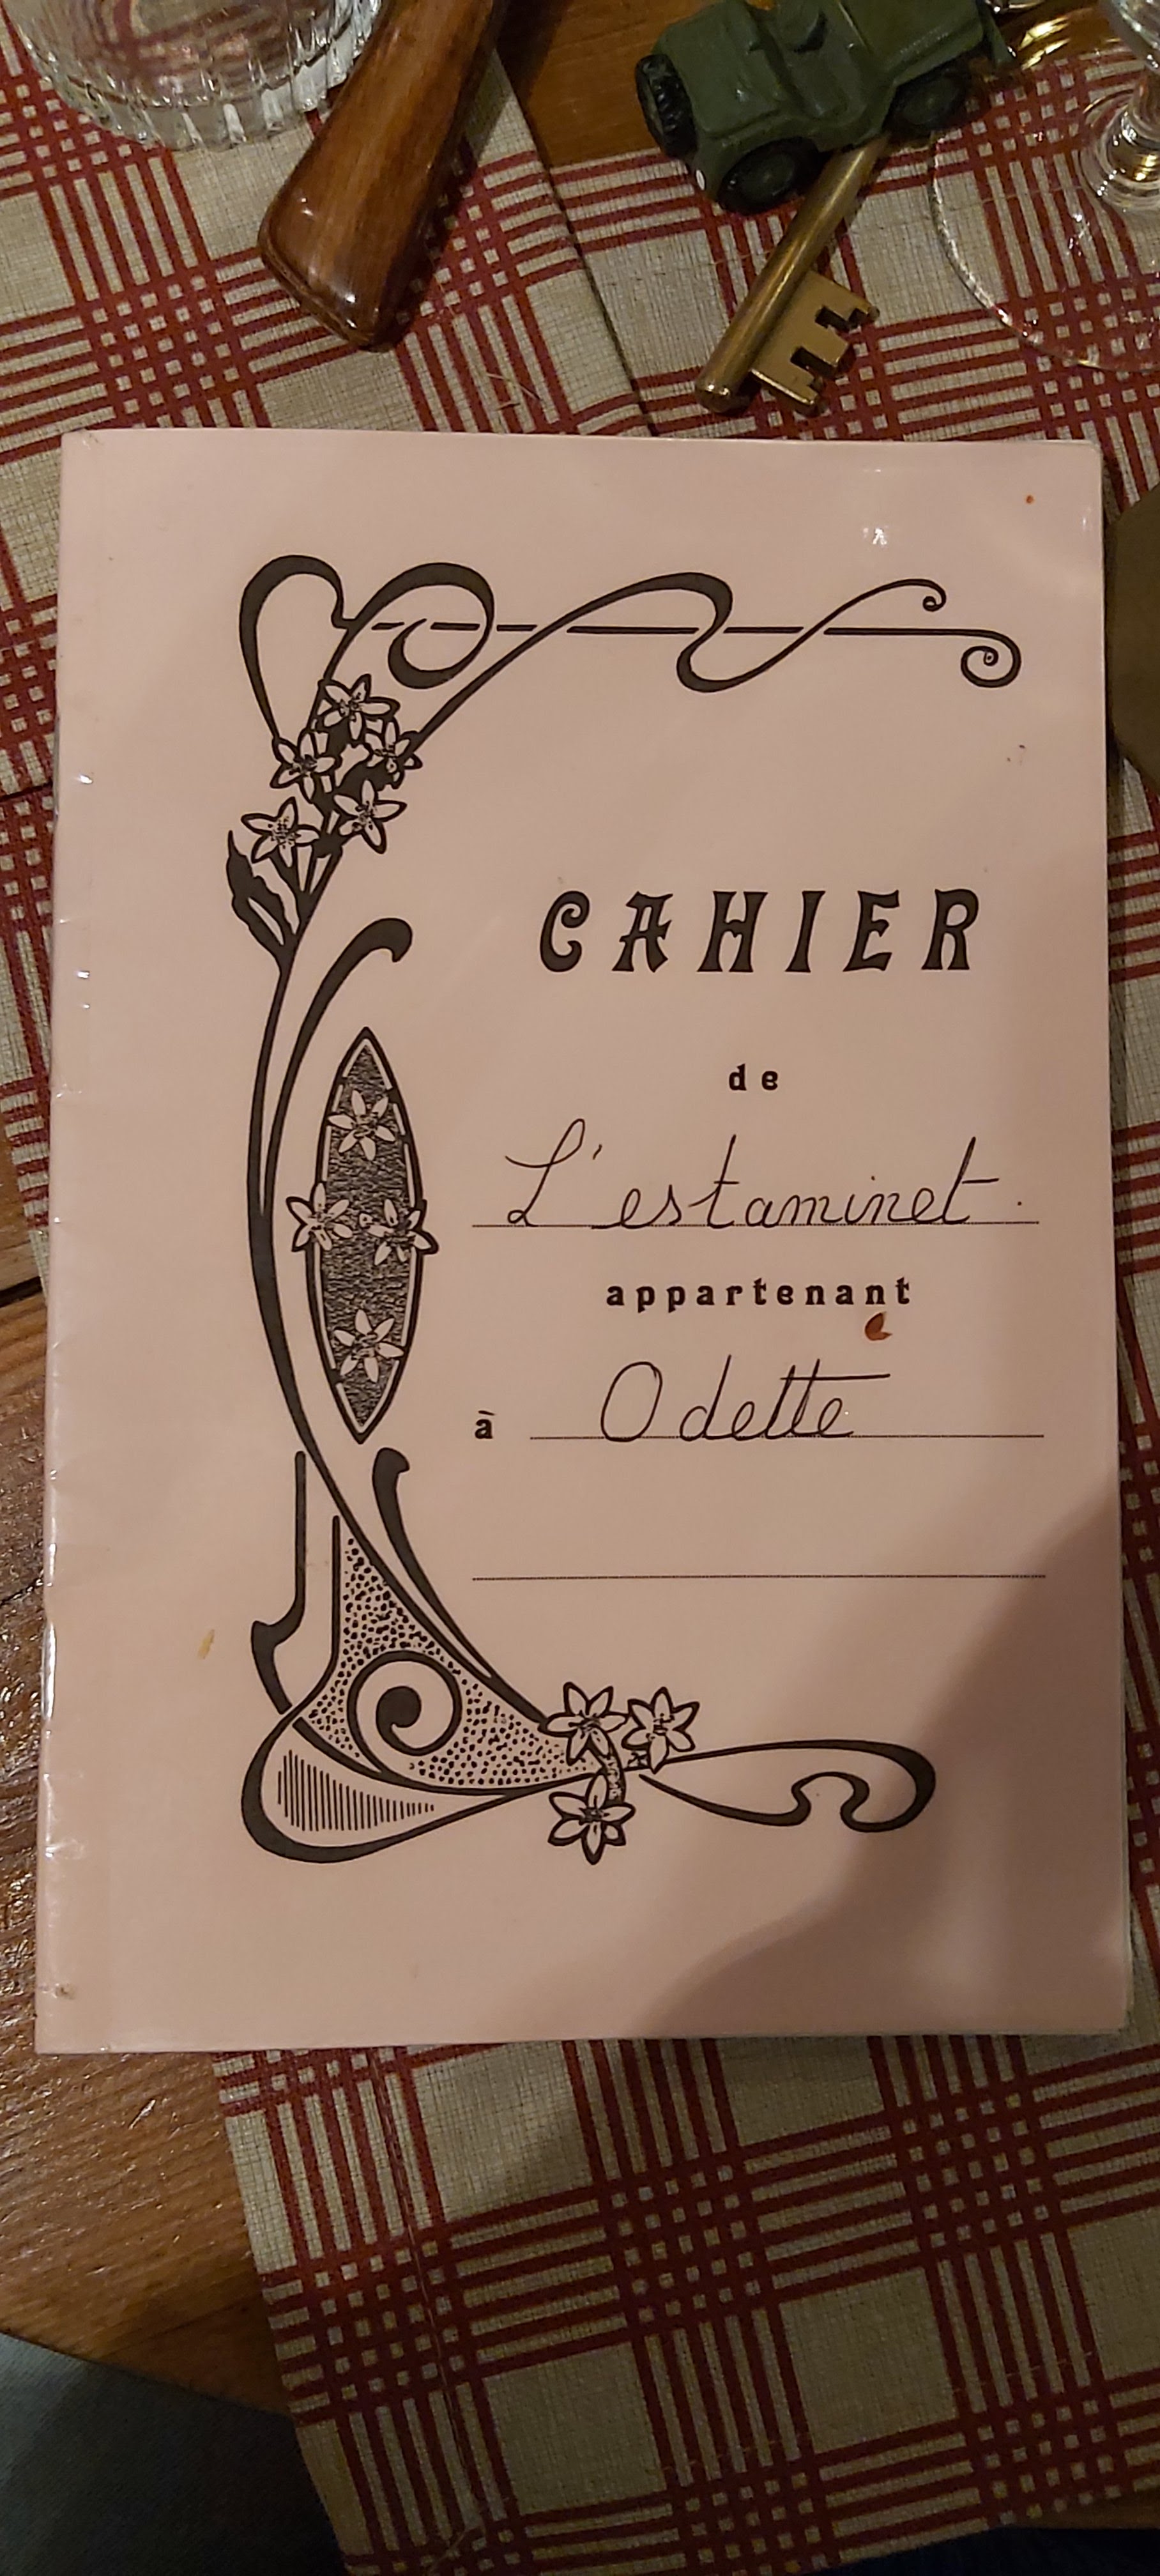 CAHIER
de
L'estaminet.
appartenant
à Odette